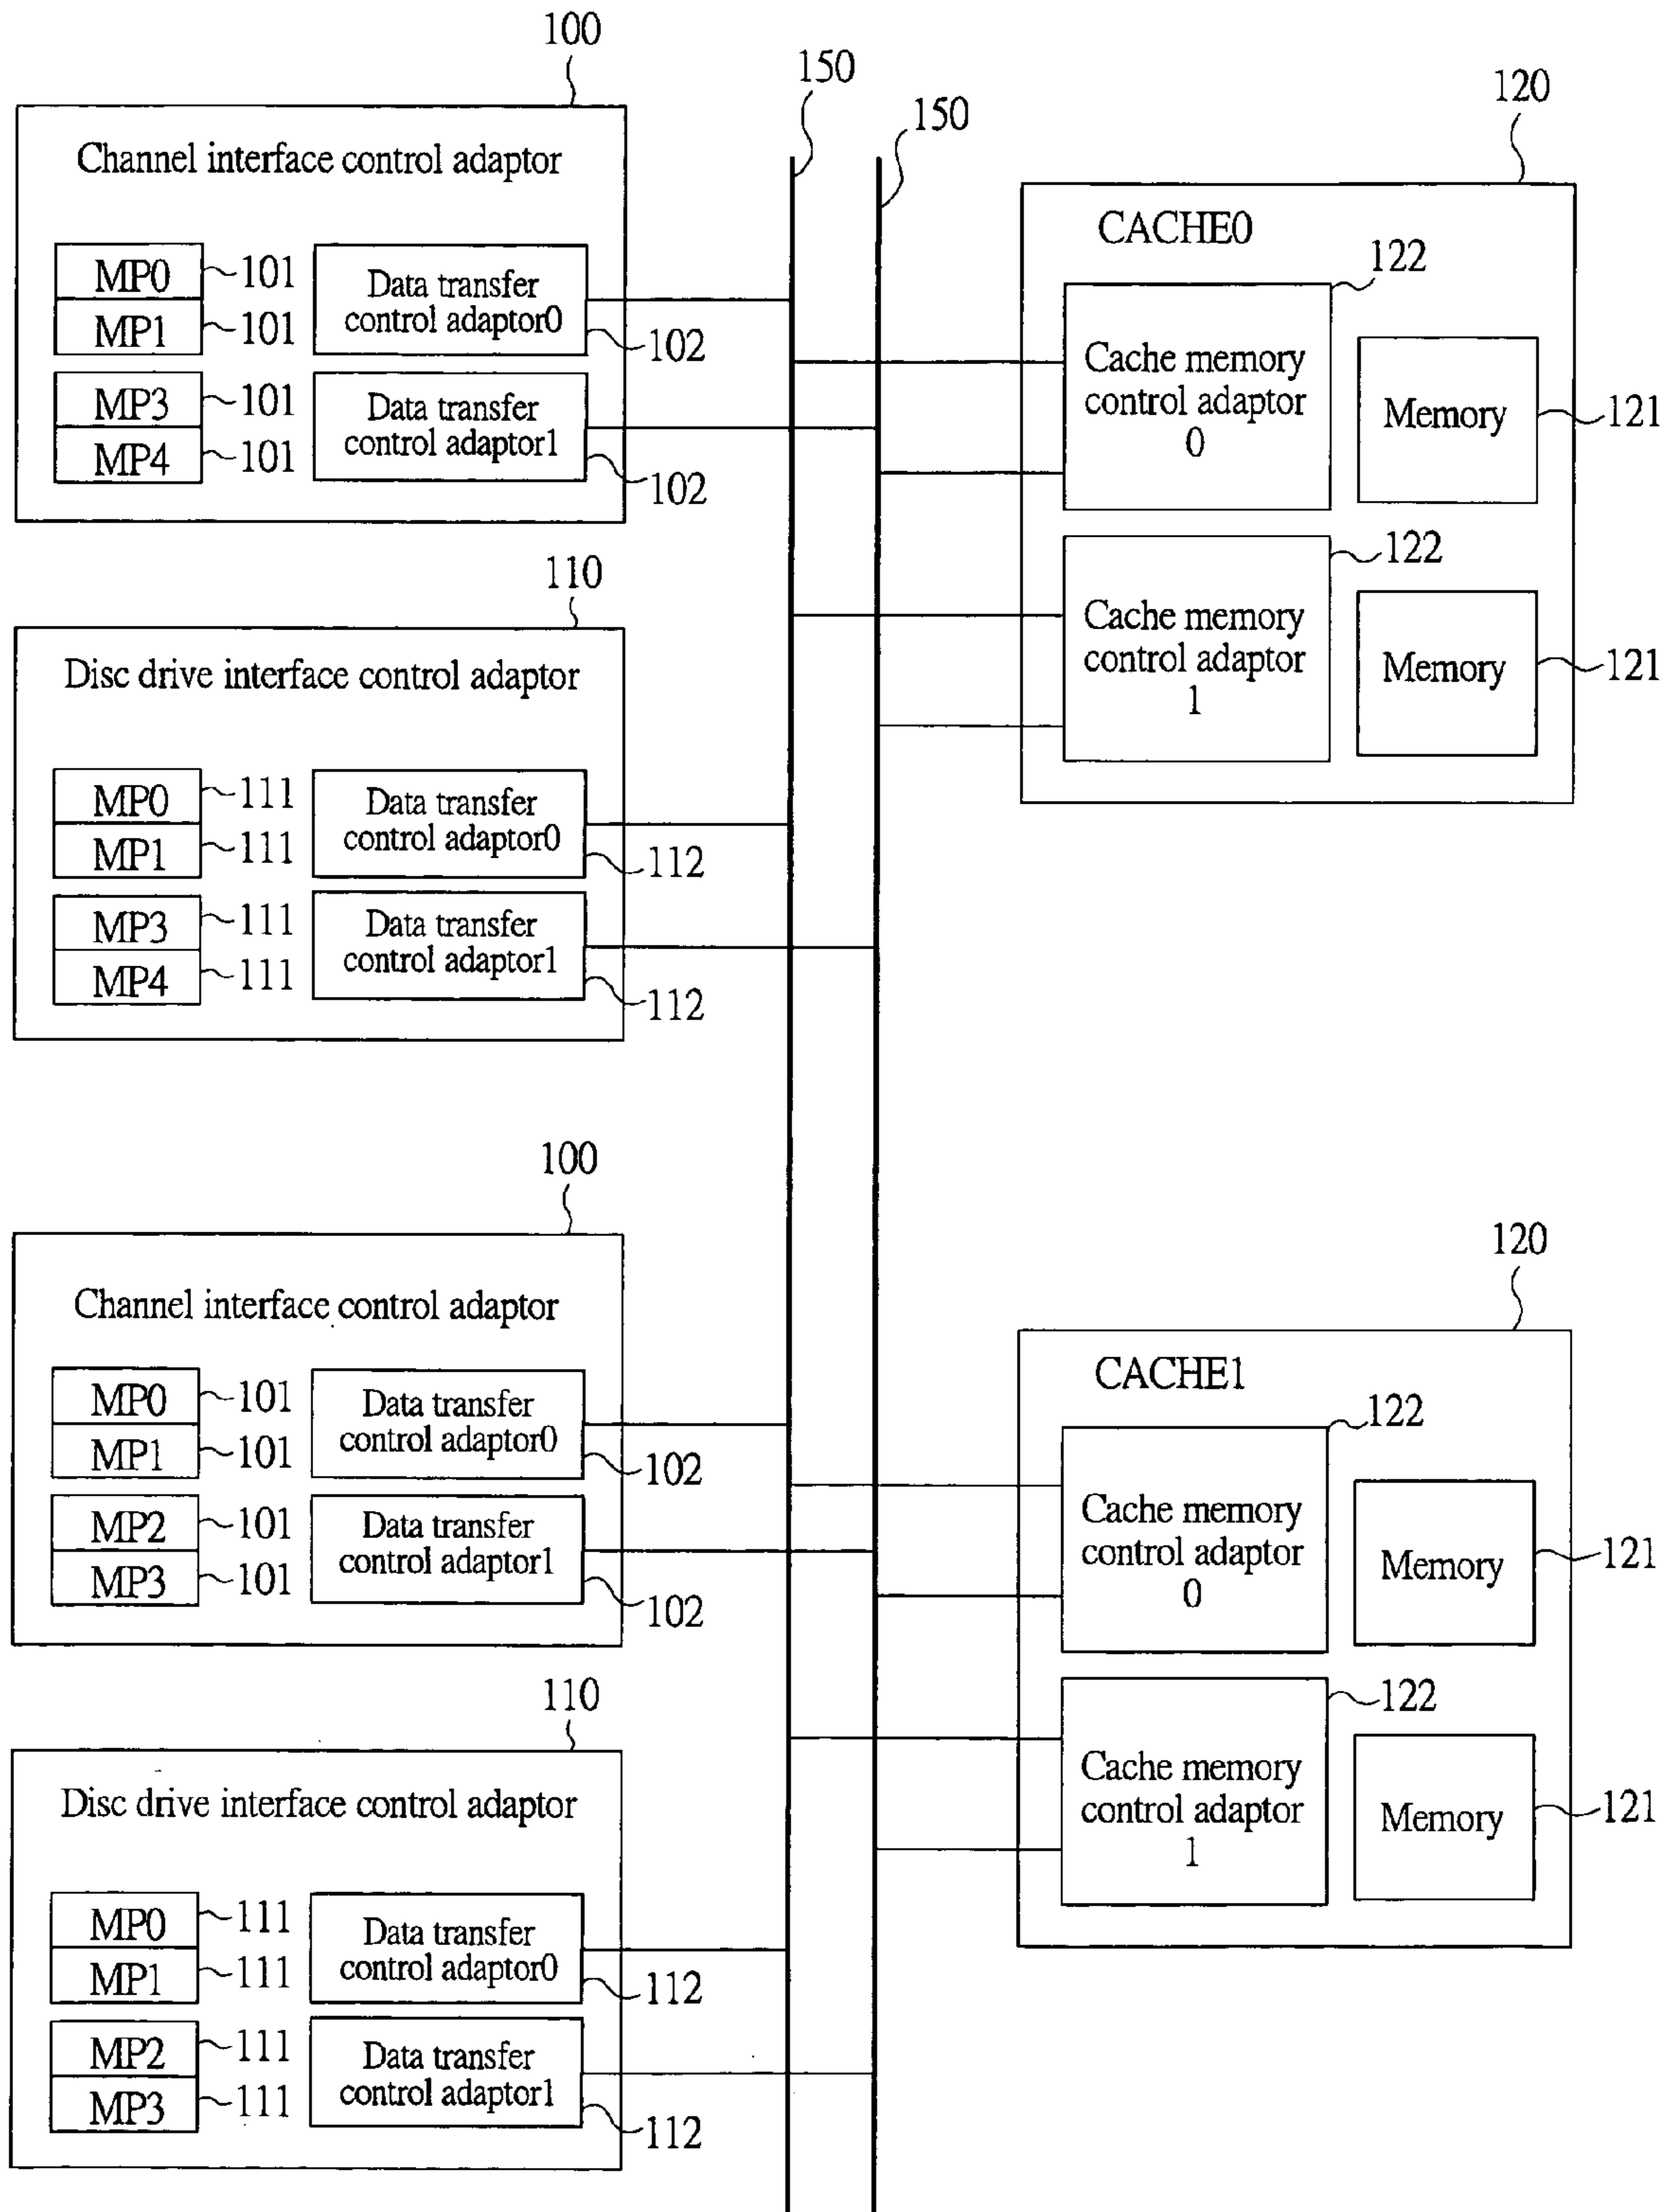 100
150
150
120
Channel interface control adaptor
MP0
101
MP1
101
MP3
101
MP4
101
Data transfer
control adaptor0
102
Data transfer
control adaptor1
102
CACHE0
122
Cache memory
control adaptor
0
Memory
121
122
Cache memory
control adaptor
1
Memory
121
110
Disc drive interface control adaptor
MP0
111
MP1
111
MP3
111
MP4
111
Data transfer
control adaptor0
112
Data transfer
control adaptor1
112
100
Channel interface control adaptor
MP0
101
MP1
101
MP2
101
MP3
101
Data transfer
control adaptor0
102
Data transfer
control adaptor1
102
120
CACHE1
122
Cache memory
control adaptor
0
Memory
121
122
Cache memory
control adaptor
1
Memory
121
110
Disc drive interface control adaptor
MP0
111
MP1
111
MP2
111
MP3
111
Data transfer
control adaptor0
112
Data transfer
control adaptor1
112